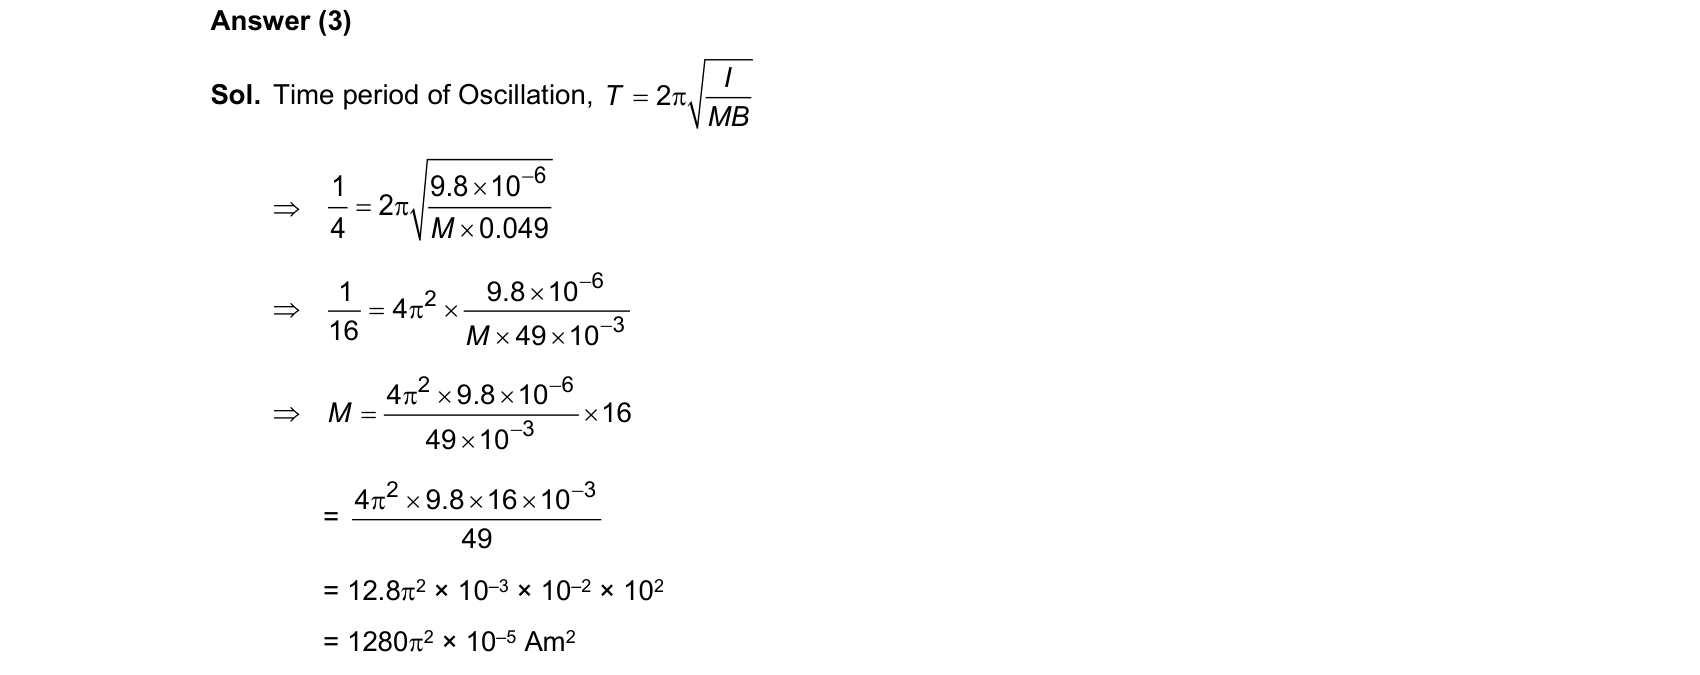 Answer (3)
Sol. Time period of Oscillation, T = 2π√(I/MB)
⇒ 1/4 = 2π√(9.8×10⁻⁶/M×0.049)
⇒ 1/16 = 4π² × 9.8×10⁻⁶/M×49×10⁻³
⇒ M = 4π²×9.8×10⁻⁶/49×10⁻³ ×16
= 4π²×9.8×16×10⁻³/49
= 12.8π² × 10⁻³ × 10⁻² × 10²
= 1280π² × 10⁻⁵ Am²